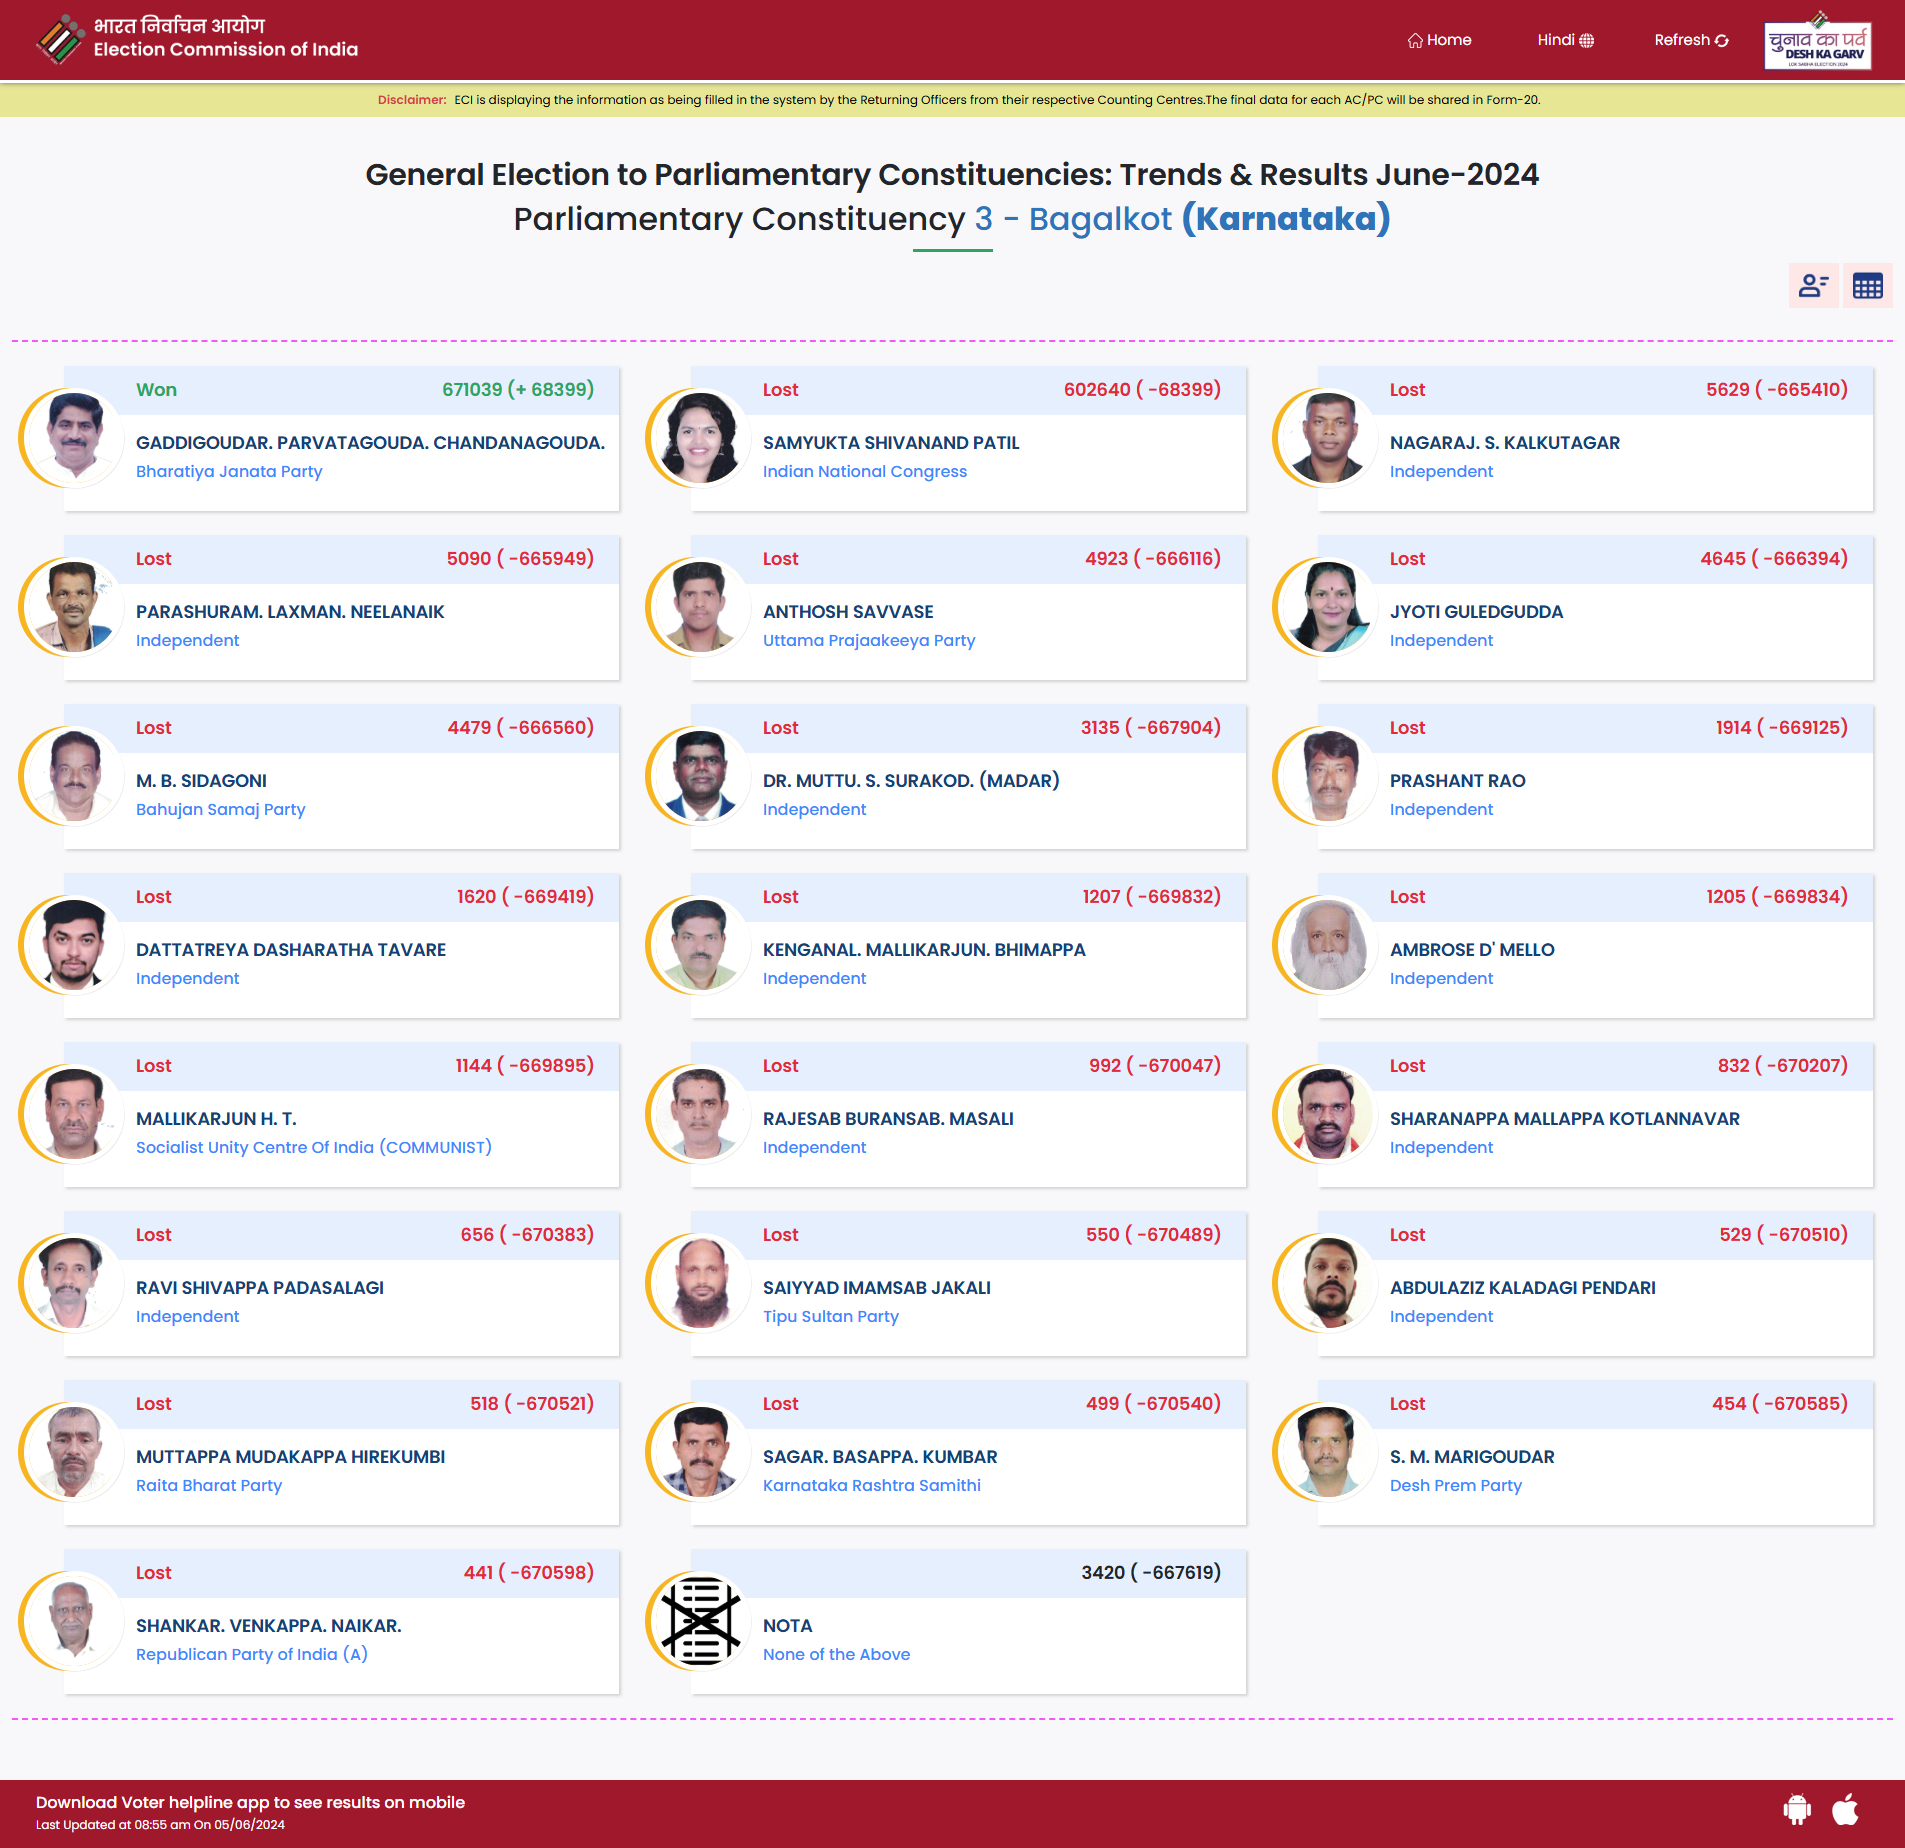 भारत निर्वाचन आयोग
Election Commission of India
Home
Hindi
Refresh
चुनाव का पर्व
DESH KA GARV
LOK SABHA ELECTION 2024
Disclaimer: ECI is displaying the information as being filled in the system by the Returning Officers from their respective Counting Centres.The final data for each AC/PC will be shared in Form-20.
General Election to Parliamentary Constituencies: Trends & Results June-2024
Parliamentary Constituency 3 - Bagalkot (Karnataka)
Won 671039 (+ 68399)
GADDIGOUDAR. PARVATAGOUDA. CHANDANAGOUDA.
Bharatiya Janata Party
Lost 602640 ( -68399)
SAMYUKTA SHIVANAND PATIL
Indian National Congress
Lost 5629 ( -665410)
NAGARAJ. S. KALKUTAGAR
Independent
Lost 5090 ( -665949)
PARASHURAM. LAXMAN. NEELANAIK
Independent
Lost 4923 ( -666116)
ANTHOSH SAVVASE
Uttama Prajaakeeya Party
Lost 4645 ( -666394)
JYOTI GULEDGUDDA
Independent
Lost 4479 ( -666560)
M. B. SIDAGONI
Bahujan Samaj Party
Lost 3135 ( -667904)
DR. MUTTU. S. SURAKOD. (MADAR)
Independent
Lost 1914 ( -669125)
PRASHANT RAO
Independent
Lost 1620 ( -669419)
DATTATREYA DASHARATHA TAVARE
Independent
Lost 1207 ( -669832)
KENGANAL. MALLIKARJUN. BHIMAPPA
Independent
Lost 1205 ( -669834)
AMBROSE D' MELLO
Independent
Lost 1144 ( -669895)
MALLIKARJUN H. T.
Socialist Unity Centre Of India (COMMUNIST)
Lost 992 ( -670047)
RAJESAB BURANSAB. MASALI
Independent
Lost 832 ( -670207)
SHARANAPPA MALLAPPA KOTLANNAVAR
Independent
Lost 656 ( -670383)
RAVI SHIVAPPA PADASALAGI
Independent
Lost 550 ( -670489)
SAIYYAD IMAMSAB JAKALI
Tipu Sultan Party
Lost 529 ( -670510)
ABDULAZIZ KALADAGI PENDARI
Independent
Lost 518 ( -670521)
MUTTAPPA MUDAKAPPA HIREKUMBI
Raita Bharat Party
Lost 499 ( -670540)
SAGAR. BASAPPA. KUMBAR
Karnataka Rashtra Samithi
Lost 454 ( -670585)
S. M. MARIGOUDAR
Desh Prem Party
Lost 441 ( -670598)
SHANKAR. VENKAPPA. NAIKAR.
Republican Party of India (A)
3420 ( -667619)
NOTA
None of the Above
Download Voter helpline app to see results on mobile
Last Updated at 08:55 am On 05/06/2024